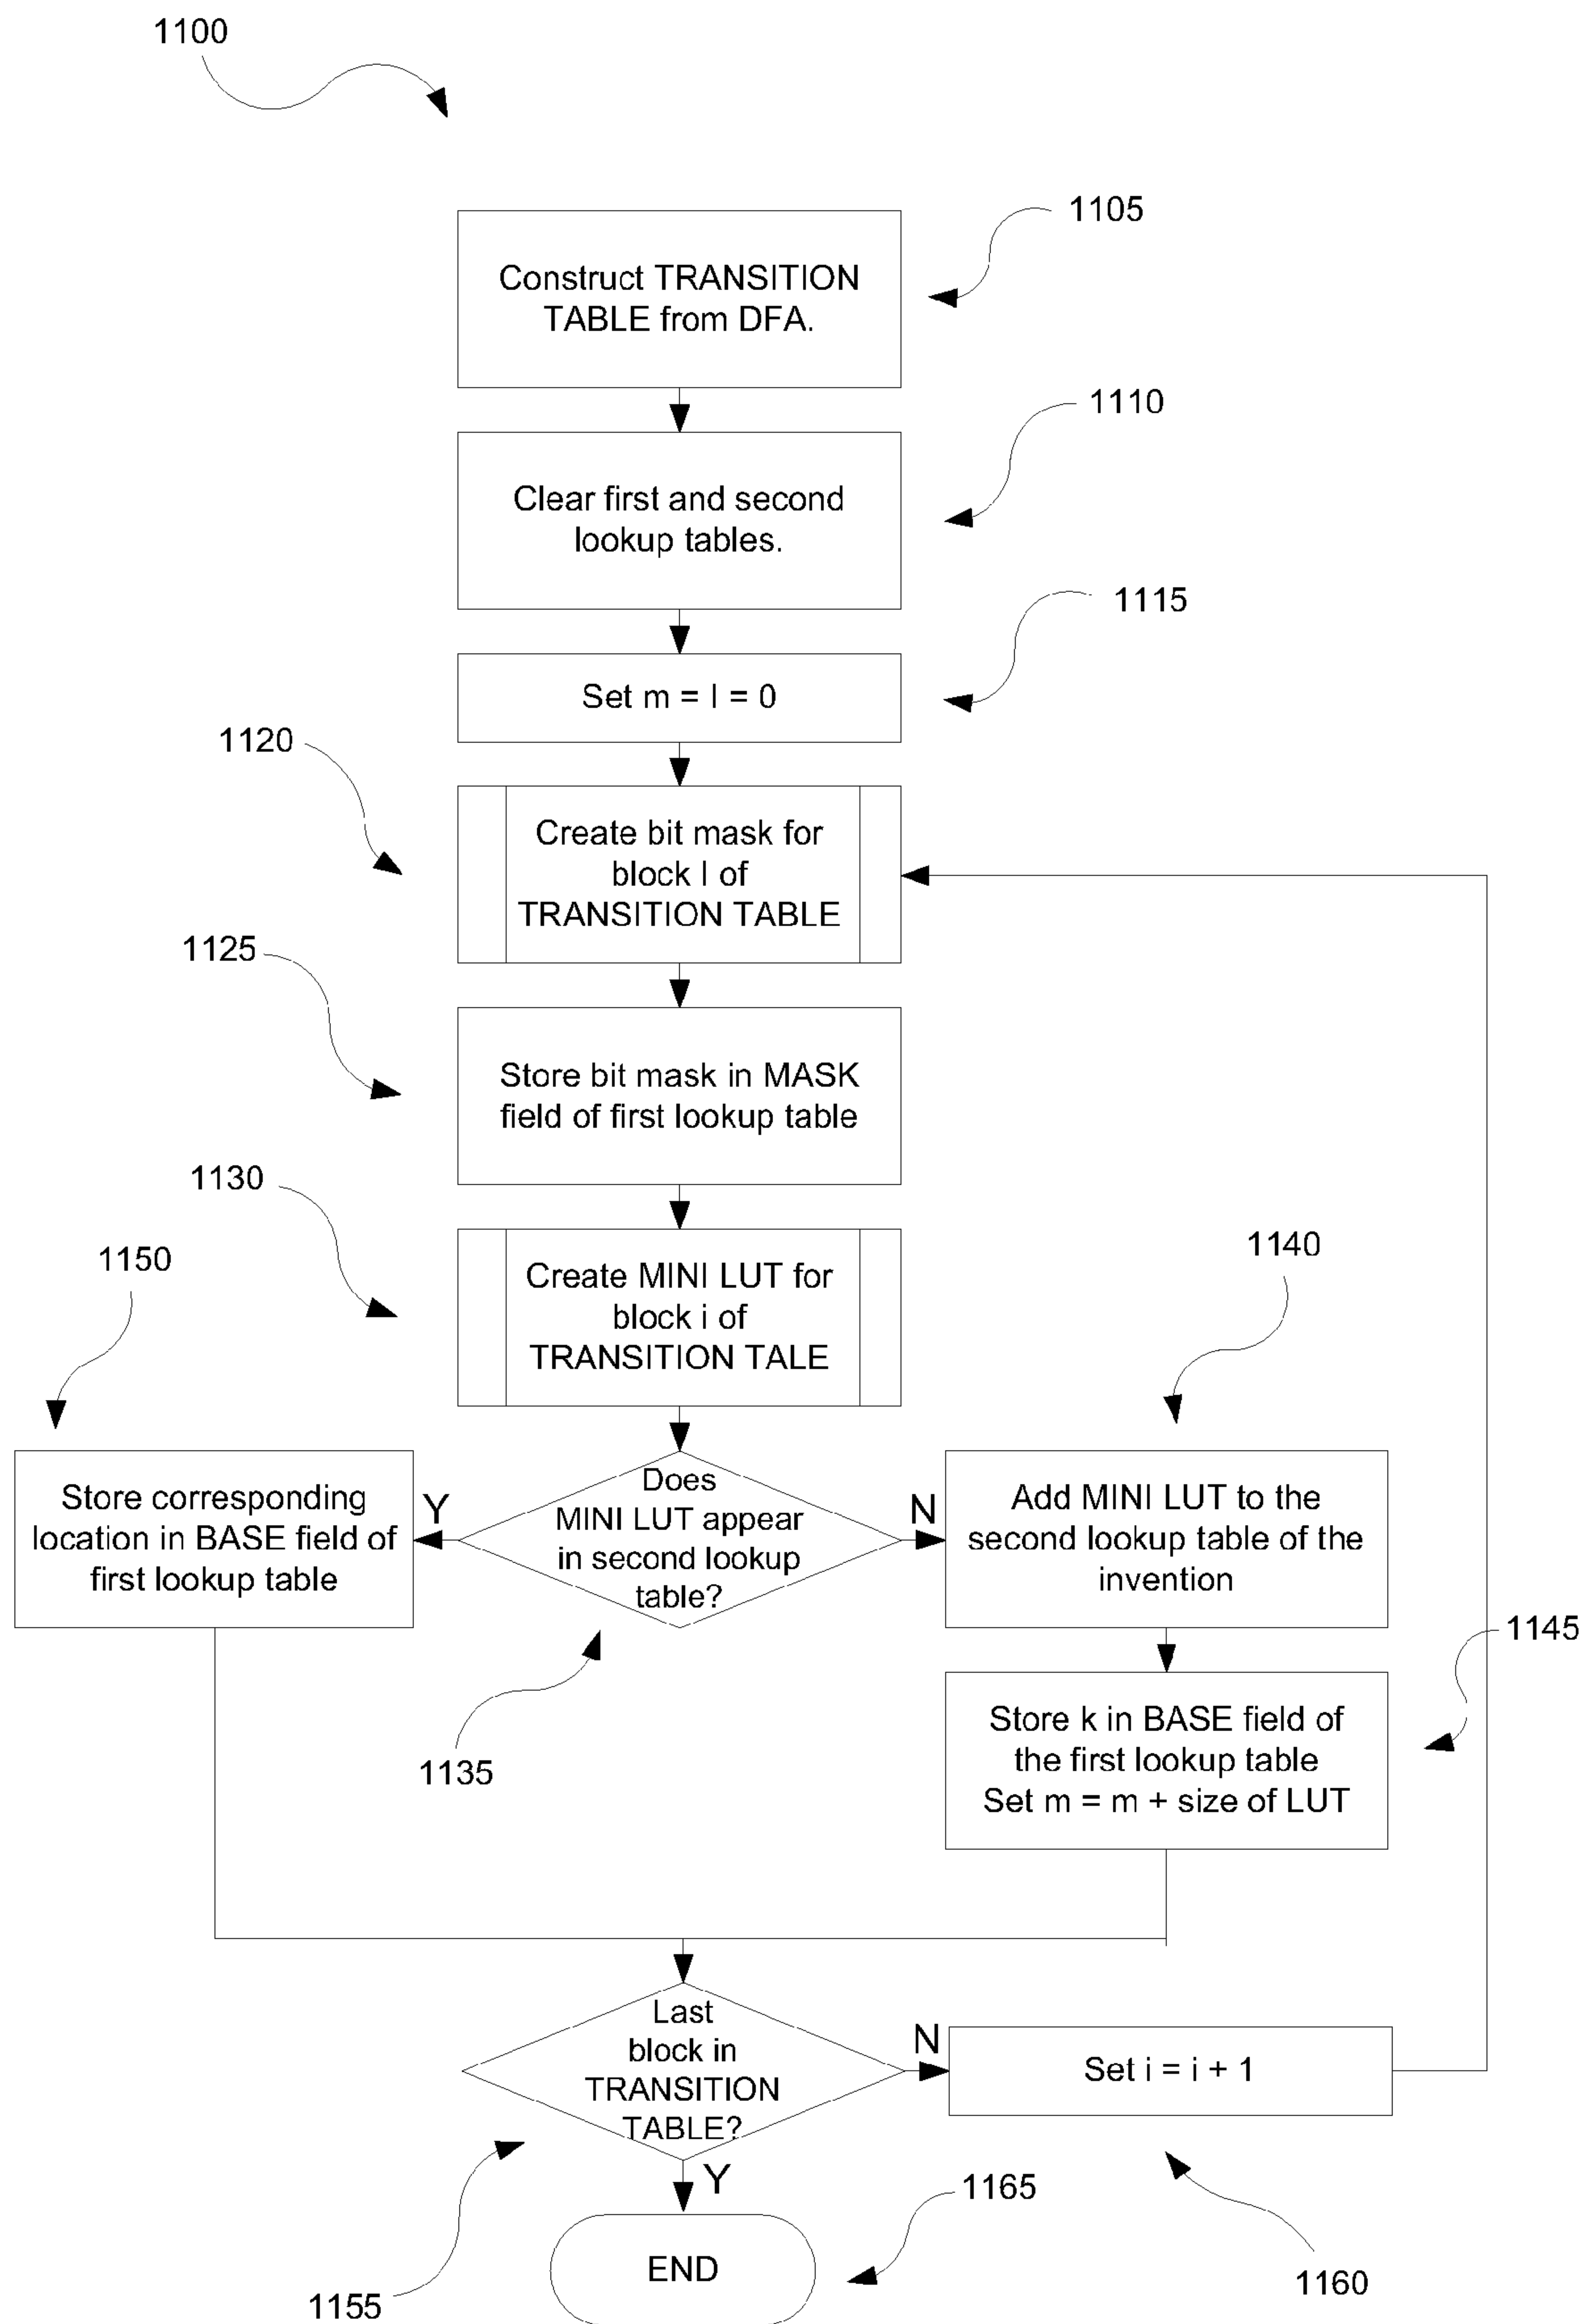 1100
1105
Construct TRANSITION
TABLE from DFA.
1110
Clear first and second
lookup tables.
1115
Set m = I = 0
1120
Create bit mask for
block I of
TRANSITION TABLE
1125
Store bit mask in MASK
field of first lookup table
1130
Create MINI LUT for
block i of
TRANSITION TALE
1150
1140
Store corresponding
location in BASE field of
first lookup table
Y
Does
MINI LUT appear
in second lookup
table?
N
Add MINI LUT to the
second lookup table of the
invention
1135
1145
Store k in BASE field of
the first lookup table
Set m = m + size of LUT
Last
block in
TRANSITION
TABLE?
N
Set i = i + 1
Y
1155
1165
1160
END